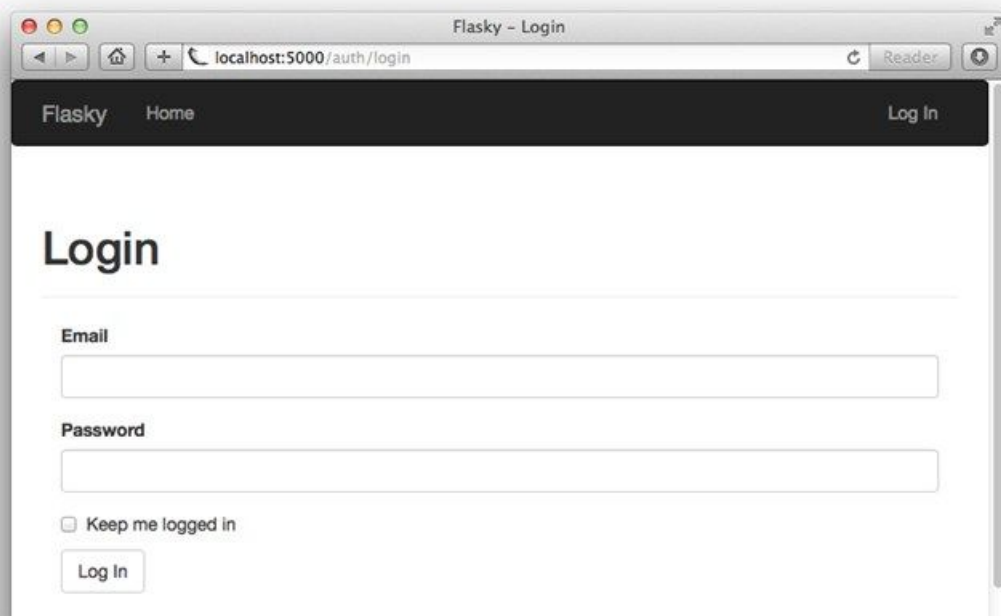 Flasky - Login
localhost:5000/auth/login
Reader
Flasky Home Log In
Login
Email
Password
Keep me logged in
Log In